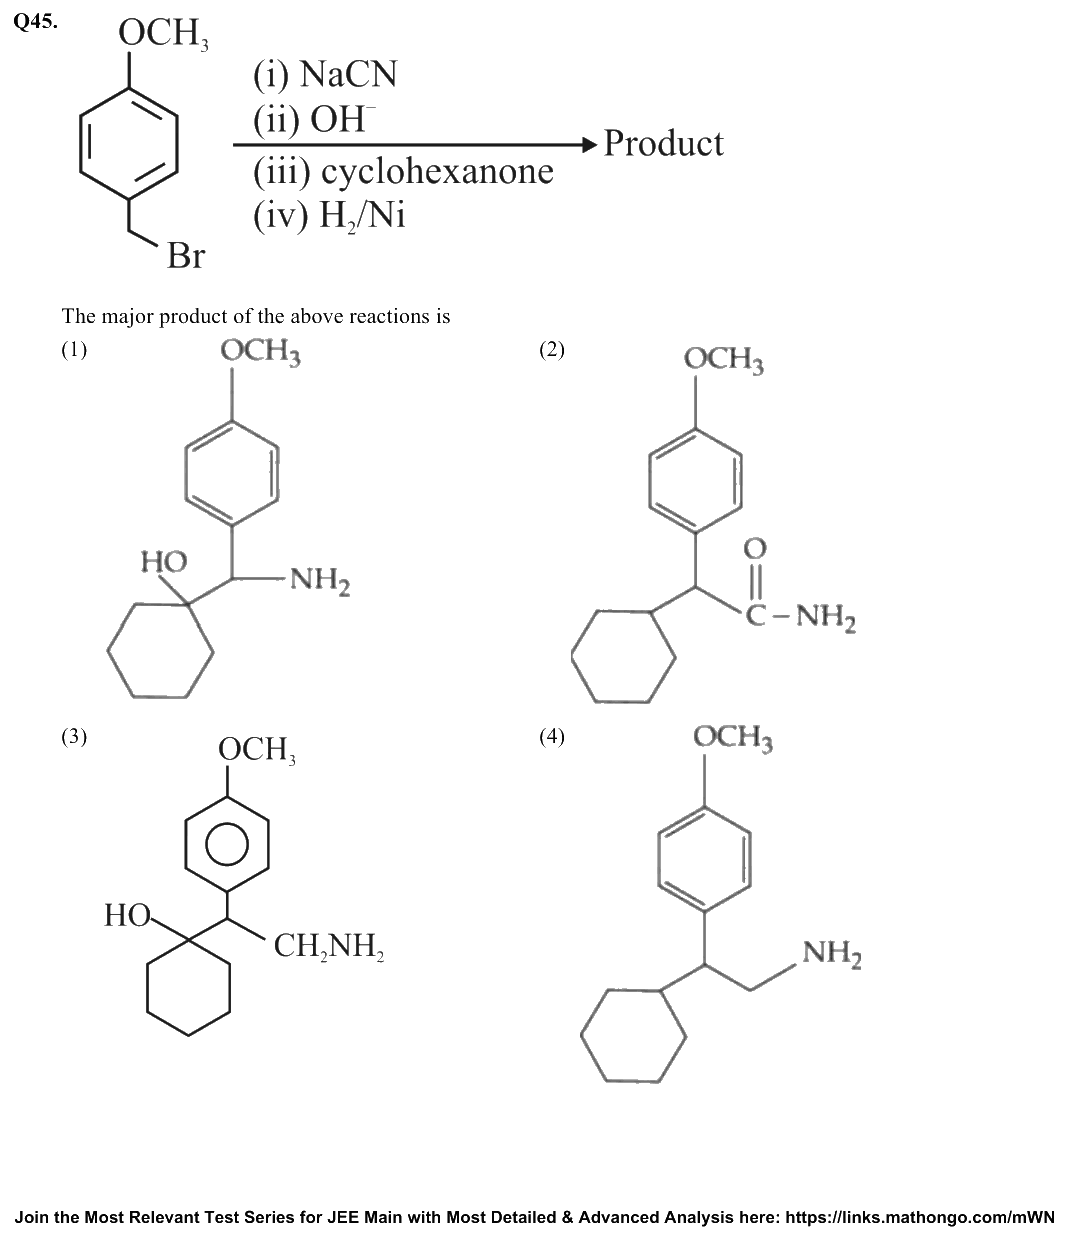 Q45.
OCH₃
(i) NaCN
(ii) OH⁻
Product
(iii) cyclohexanone
(iv) H₂/Ni
Br
The major product of the above reactions is
(1)
OCH₃
HO
NH₂
(2)
OCH₃
O
C–NH₂
(3)
OCH₃
HO
CH₂NH₂
(4)
OCH₃
NH₂
Join the Most Relevant Test Series for JEE Main with Most Detailed & Advanced Analysis here: https://links.mathongo.com/mWN